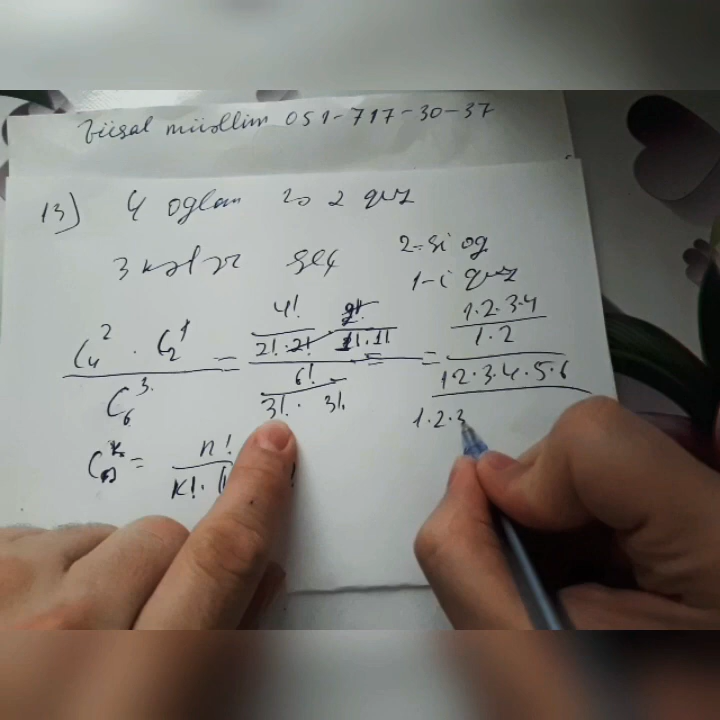 Vüsal müəllim 051-717-30-37
13) 4 oğlan və 2 qız
3 nəfər seç 2-si oğ
1-i qız
C₄² · C₂¹ / C₆³ = (4! / 2!·2! · 2! / 1!·1!) / (6! / 3!·3!) = = (1·2·3·4 / 1·2) / (1·2·3·4·5·6 / 1·2·3
Cₙᵏ = n! / k!·(